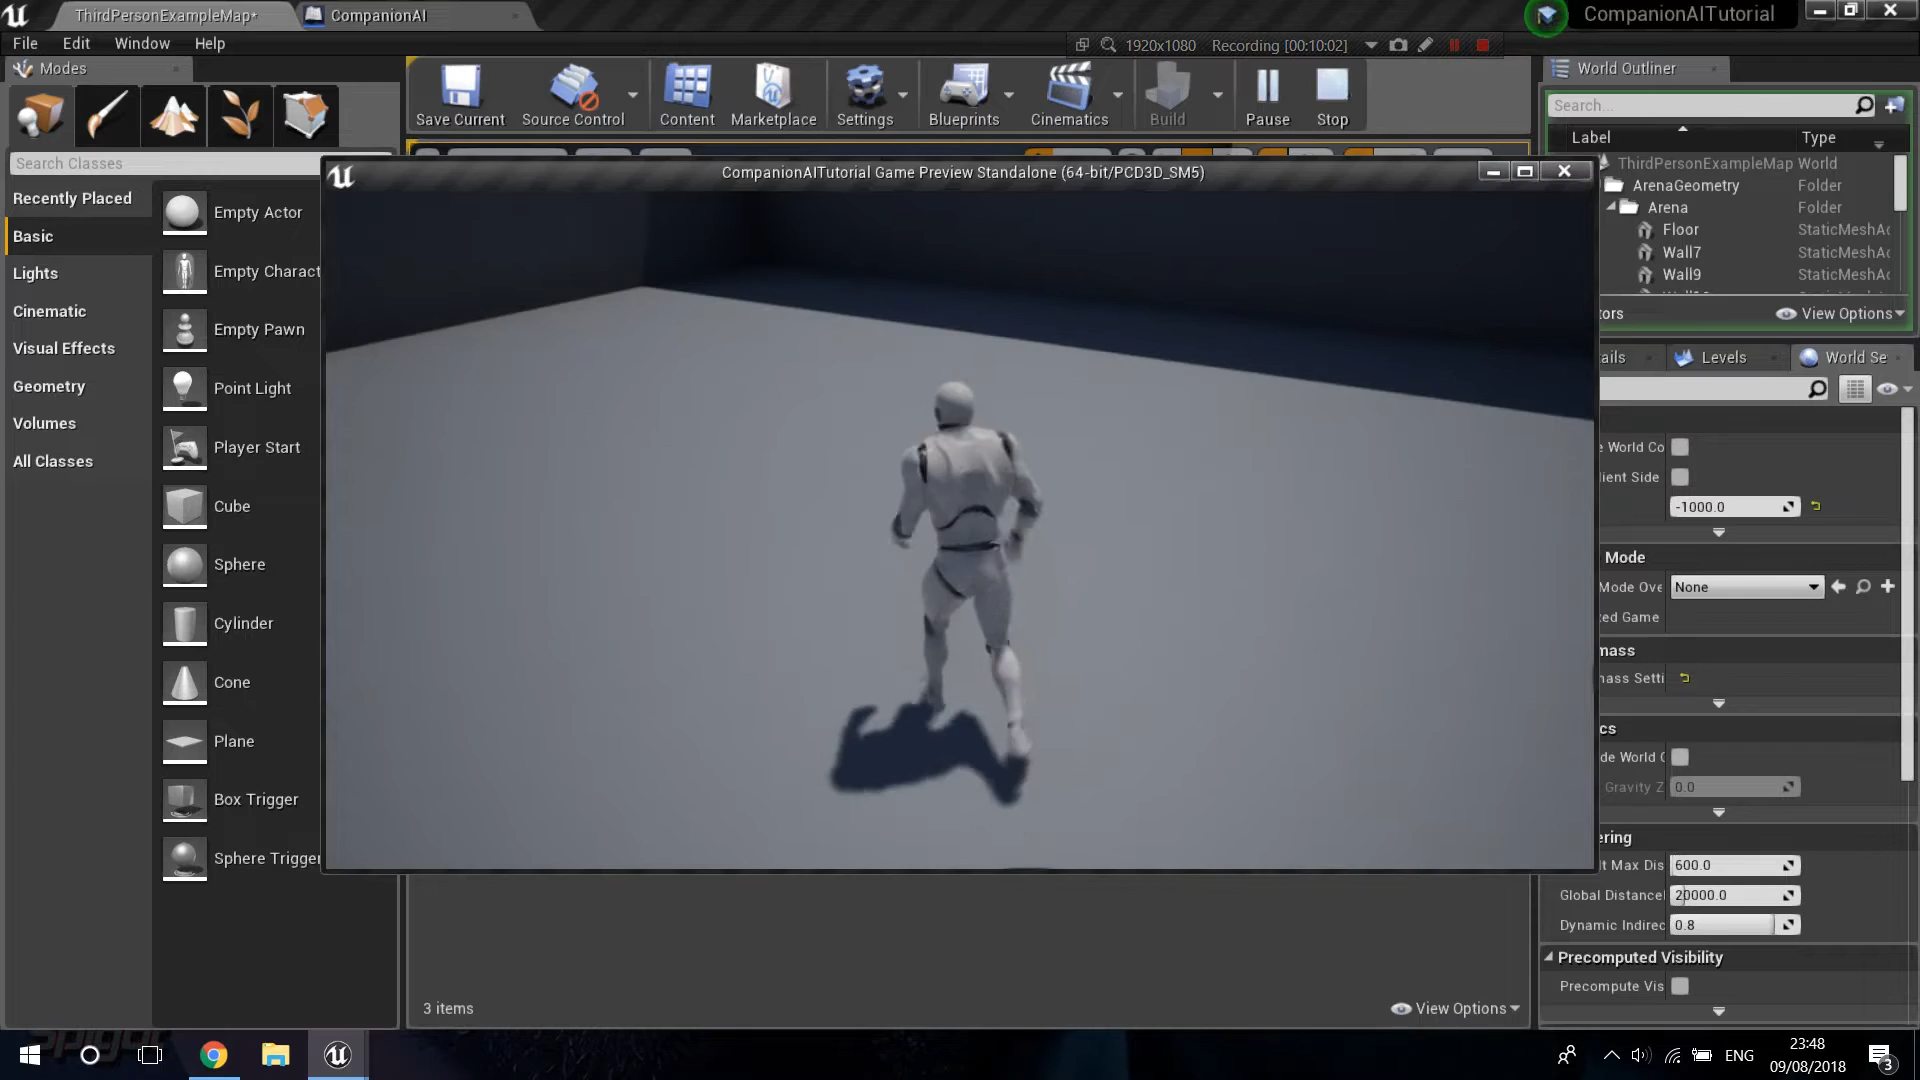 ThirdPersonExampleMap*
CompanionAI
CompanionAITutorial
File Edit Window Help
1920x1080 Recording [00:10:02]
Modes
Save Current
Source Control
Content
Marketplace
Settings
Blueprints
Cinematics
Build
Pause
Stop
Search Classes
Recently Placed
Basic
Lights
Cinematic
Visual Effects
Geometry
Volumes
All Classes
Empty Actor
Empty Charact
Empty Pawn
Point Light
Player Start
Cube
Sphere
Cylinder
Cone
Plane
Box Trigger
Sphere Trigger
CompanionAITutorial Game Preview Standalone (64-bit/PCD3D_SM5)
3 items
View Options
World Outliner
Search...
Label Type
ThirdPersonExampleMap World
ArenaGeometry Folder
Arena Folder
Floor StaticMeshAc
Wall7 StaticMeshAc
Wall9 StaticMeshAc
tors View Options
ails Levels World Se
e World Co
lient Side
-1000.0
Mode
Mode Ove None
ted Game
mass
mass Setti
cs
de World G
Gravity Z 0.0
ering
lt Max Dis 600.0
Global Distance 20000.0
Dynamic Indirec 0.8
Precomputed Visibility
Precompute Vis
ENG
23:48
09/08/2018
3